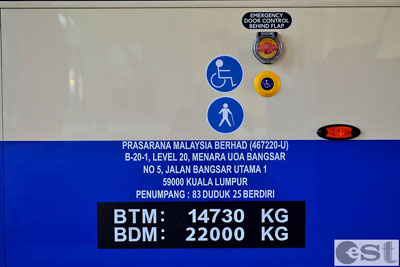 EMERGENCY
DOOR CONTROL
BEHIND FLAP
PRASARANA MALAYSIA BERHAD (467220-U)
B-20-1, LEVEL 20, MENARA UOA BANGSAR
NO 5, JALAN BANGSAR UTAMA 1
59000 KUALA LUMPUR
PENUMPANG : 83 DUDUK 25 BERDIRI
BTM: 14730 KG
BDM: 22000 KG
est